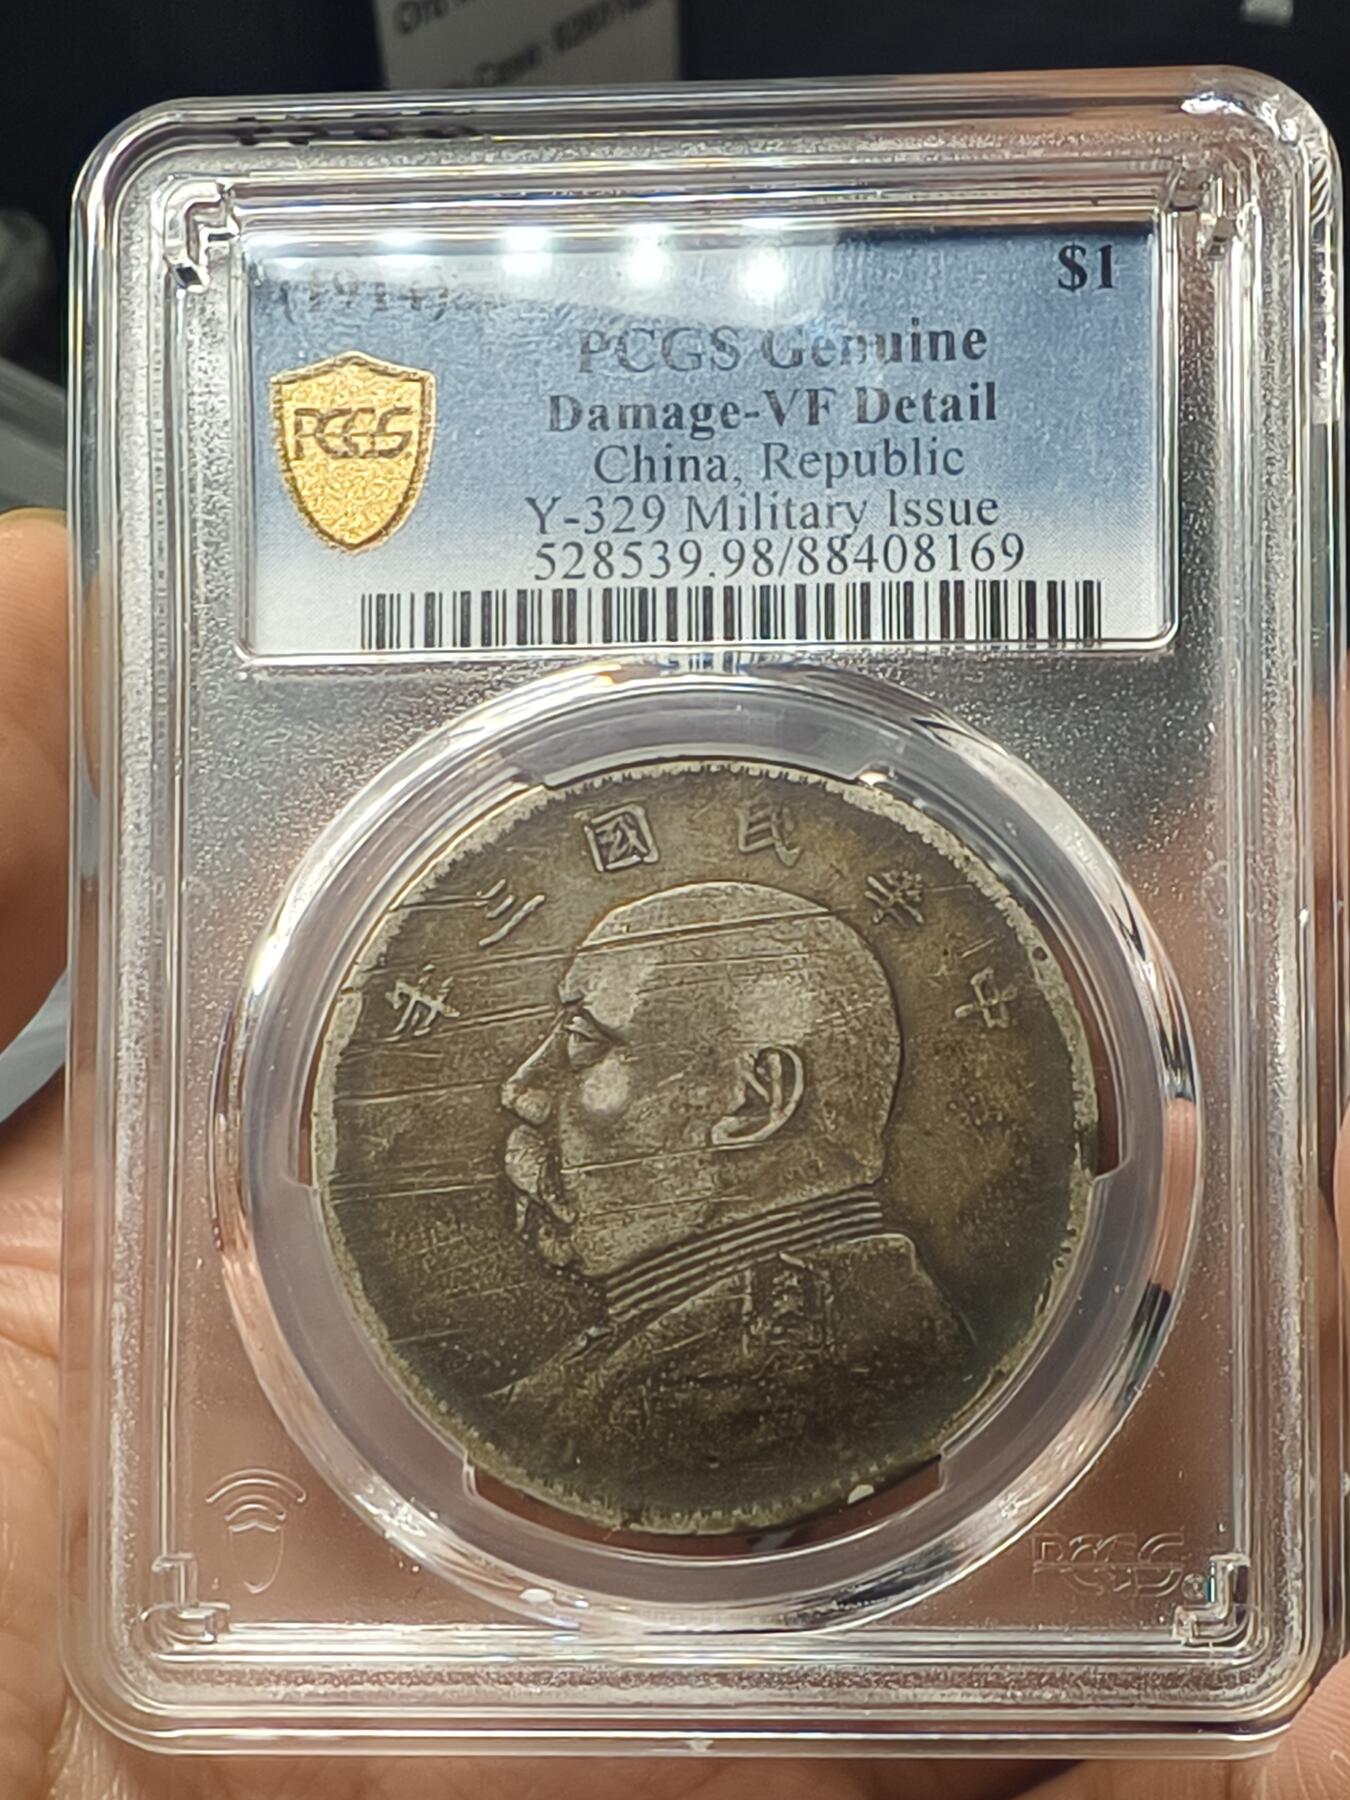 (1914)
$1
PCGS Genuine
PCGS
Damage-VF Detail
China, Republic
Y-329 Military Issue
528539.98/88408169
年三國民華中
PCGS